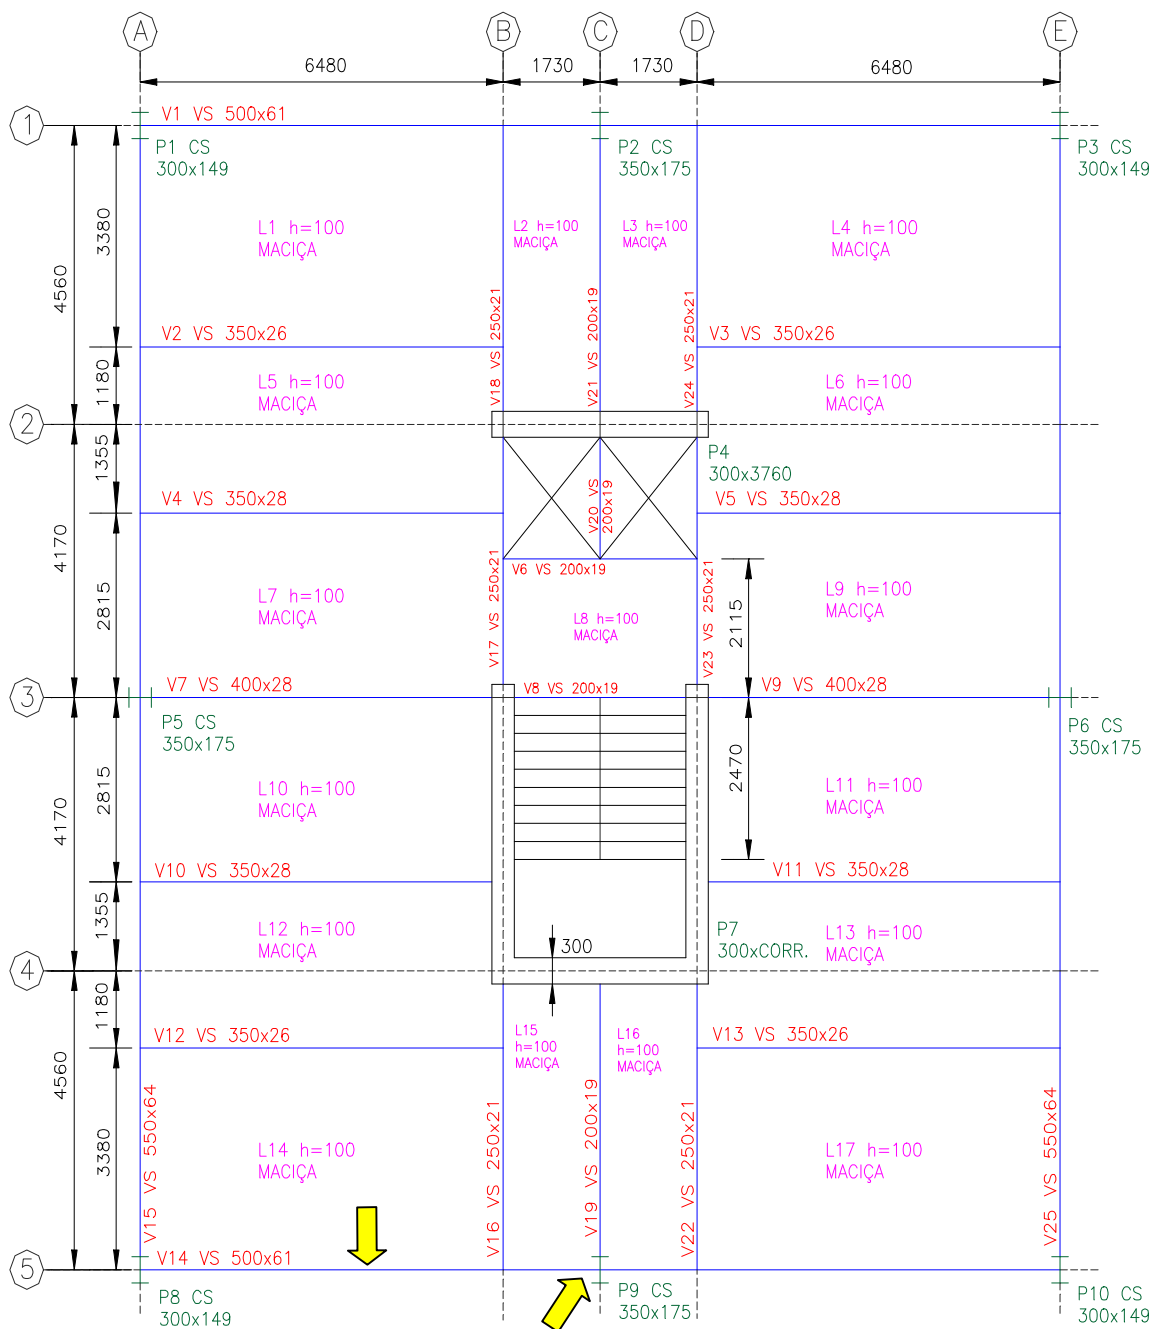 A
B
C
D
E
6480
1730
1730
6480
1
V1 VS 500x61
P1 CS
300x149
P2 CS
350x175
P3 CS
300x149
3380
4560
L1 h=100
MACIÇA
L2 h=100
MACIÇA
L3 h=100
MACIÇA
L4 h=100
MACIÇA
V18 VS 250x21
V21 VS 200x19
V24 VS 250x21
V2 VS 350x26
V3 VS 350x26
1180
L5 h=100
MACIÇA
L6 h=100
MACIÇA
2
1355
P4
300x3760
V4 VS 350x28
V20 VS
200x19
V5 VS 350x28
4170
V6 VS 200x19
V17 VS 250x21
V23 VS 250x21
2815
L7 h=100
MACIÇA
L8 h=100
MACIÇA
L9 h=100
MACIÇA
2115
3
V7 VS 400x28
V8 VS 200x19
V9 VS 400x28
P5 CS
350x175
P6 CS
350x175
2470
2815
4170
L10 h=100
MACIÇA
L11 h=100
MACIÇA
V10 VS 350x28
V11 VS 350x28
1355
L12 h=100
MACIÇA
300
P7
300xCORR.
L13 h=100
MACIÇA
4
1180
V12 VS 350x26
L15
h=100
MACIÇA
L16
h=100
MACIÇA
V13 VS 350x26
4560
3380
V15 VS 550x64
L14 h=100
MACIÇA
V16 VS 250x21
V19 VS 200x19
V22 VS 250x21
L17 h=100
MACIÇA
V25 VS 550x64
5
V14 VS 500x61
P8 CS
300x149
P9 CS
350x175
P10 CS
300x149